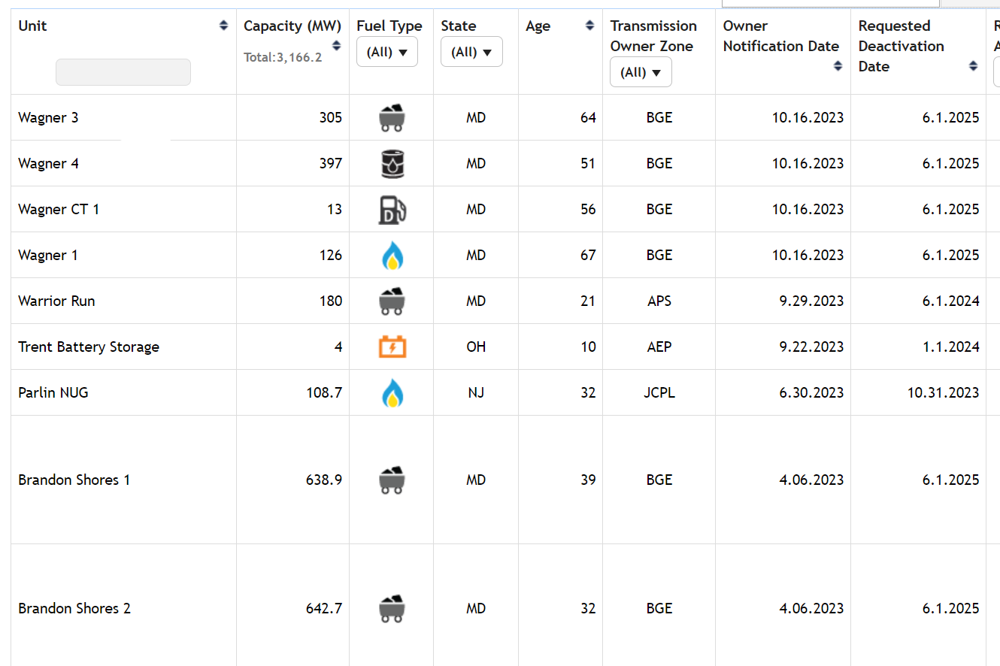 Unit Capacity (MW) Fuel Type State Age Transmission Owner Requested R
Owner Zone Notification Date Deactivation A
Total:3,166.2 (All) ▼ (All) ▼ (All) ▼ Date
Wagner 3 305 MD 64 BGE 10.16.2023 6.1.2025
Wagner 4 397 MD 51 BGE 10.16.2023 6.1.2025
Wagner CT 1 13 D MD 56 BGE 10.16.2023 6.1.2025
Wagner 1 126 MD 67 BGE 10.16.2023 6.1.2025
Warrior Run 180 MD 21 APS 9.29.2023 6.1.2024
Trent Battery Storage 4 OH 10 AEP 9.22.2023 1.1.2024
Parlin NUG 108.7 NJ 32 JCPL 6.30.2023 10.31.2023
Brandon Shores 1 638.9 MD 39 BGE 4.06.2023 6.1.2025
Brandon Shores 2 642.7 MD 32 BGE 4.06.2023 6.1.2025